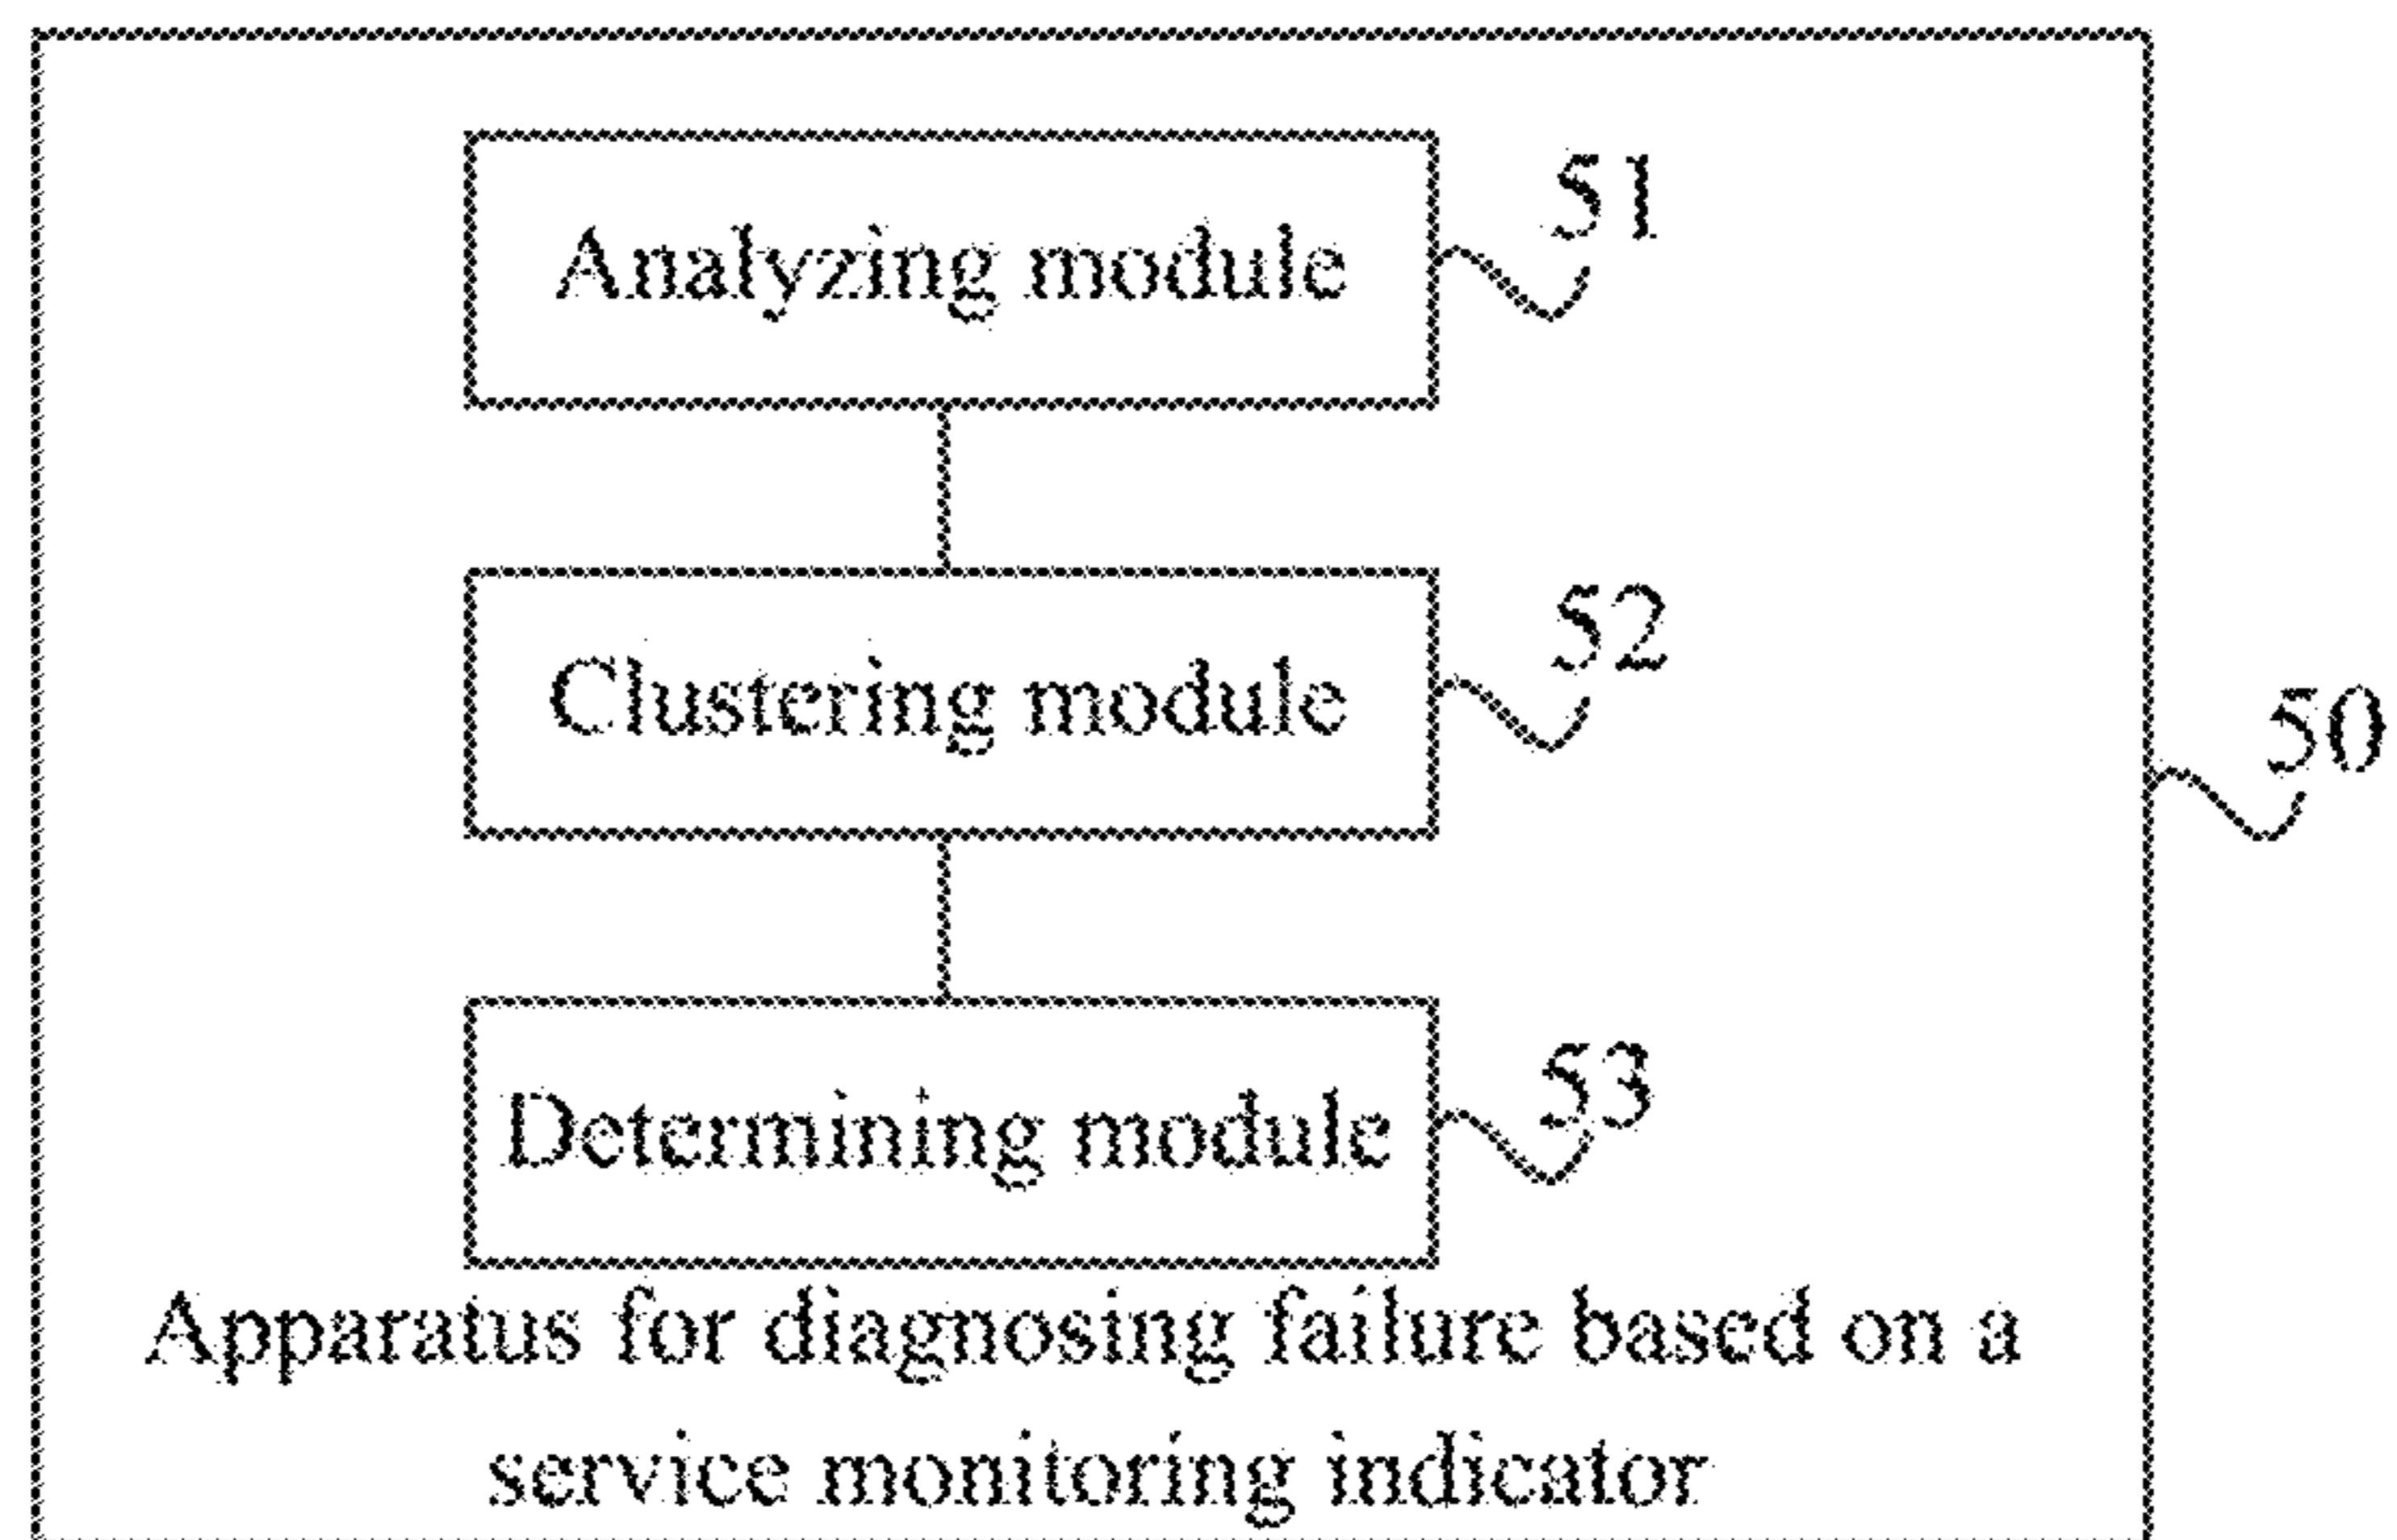 Analyzing module
51
Clustering module
52
50
Determining module
53
Apparatus for diagnosing failure based on a
service monitoring indicator